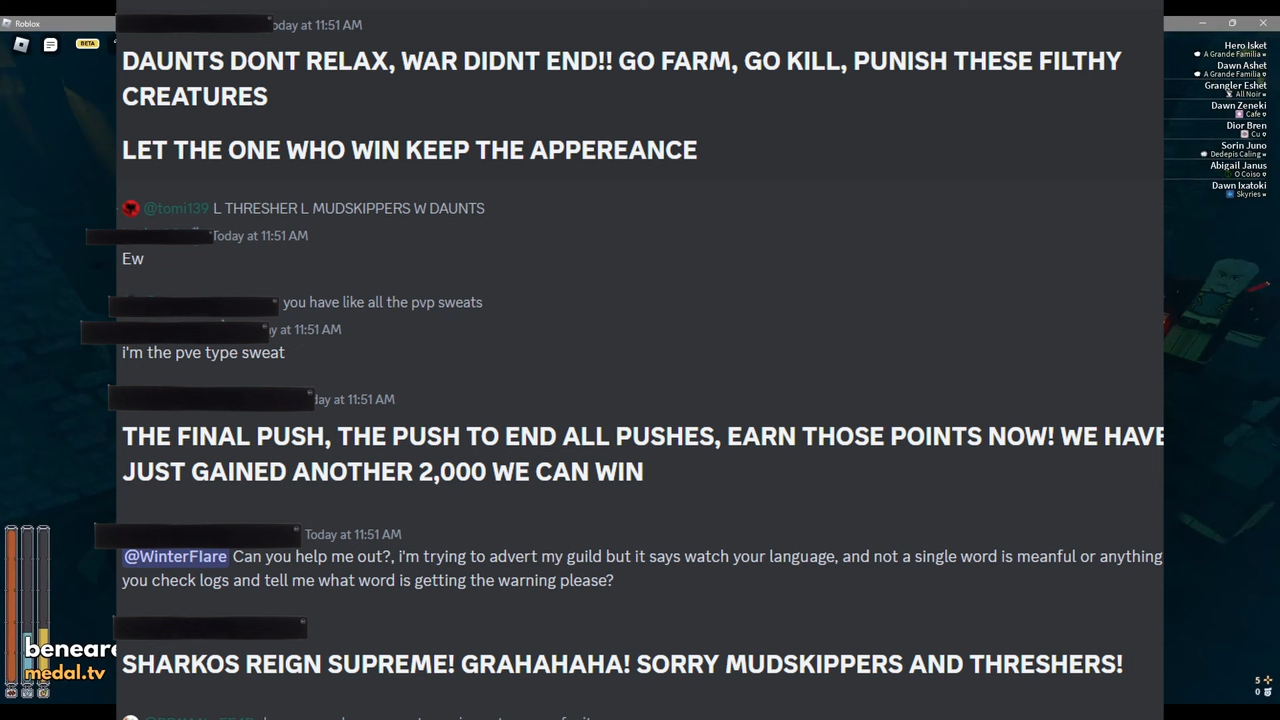 Roblox
BETA
oday at 11:51 AM
DAUNTS DONT RELAX, WAR DIDNT END!! GO FARM, GO KILL, PUNISH THESE FILTHY
CREATURES
LET THE ONE WHO WIN KEEP THE APPEREANCE
@tomi139 L THRESHER L MUDSKIPPERS W DAUNTS
Today at 11:51 AM
Ew
you have like all the pvp sweats
ay at 11:51 AM
i'm the pve type sweat
day at 11:51 AM
THE FINAL PUSH, THE PUSH TO END ALL PUSHES, EARN THOSE POINTS NOW! WE HAVE
JUST GAINED ANOTHER 2,000 WE CAN WIN
Today at 11:51 AM
@WinterFlare Can you help me out?, i'm trying to advert my guild but it says watch your language, and not a single word is meanful or anything
you check logs and tell me what word is getting the warning please?
SHARKOS REIGN SUPREME! GRAHAHAHA! SORRY MUDSKIPPERS AND THRESHERS!
Hero Isket
A Grande Familia
Dawn Ashet
A Grande Familia
Grangler Eshet
All Noir
Dawn Zeneki
Cafe
Dior Bren
Cu
Sorin Juno
Dedepis Caling
Abigail Janus
O Coiso
Dawn Ixatoki
Skyries
beneare
medal.tv
5
0